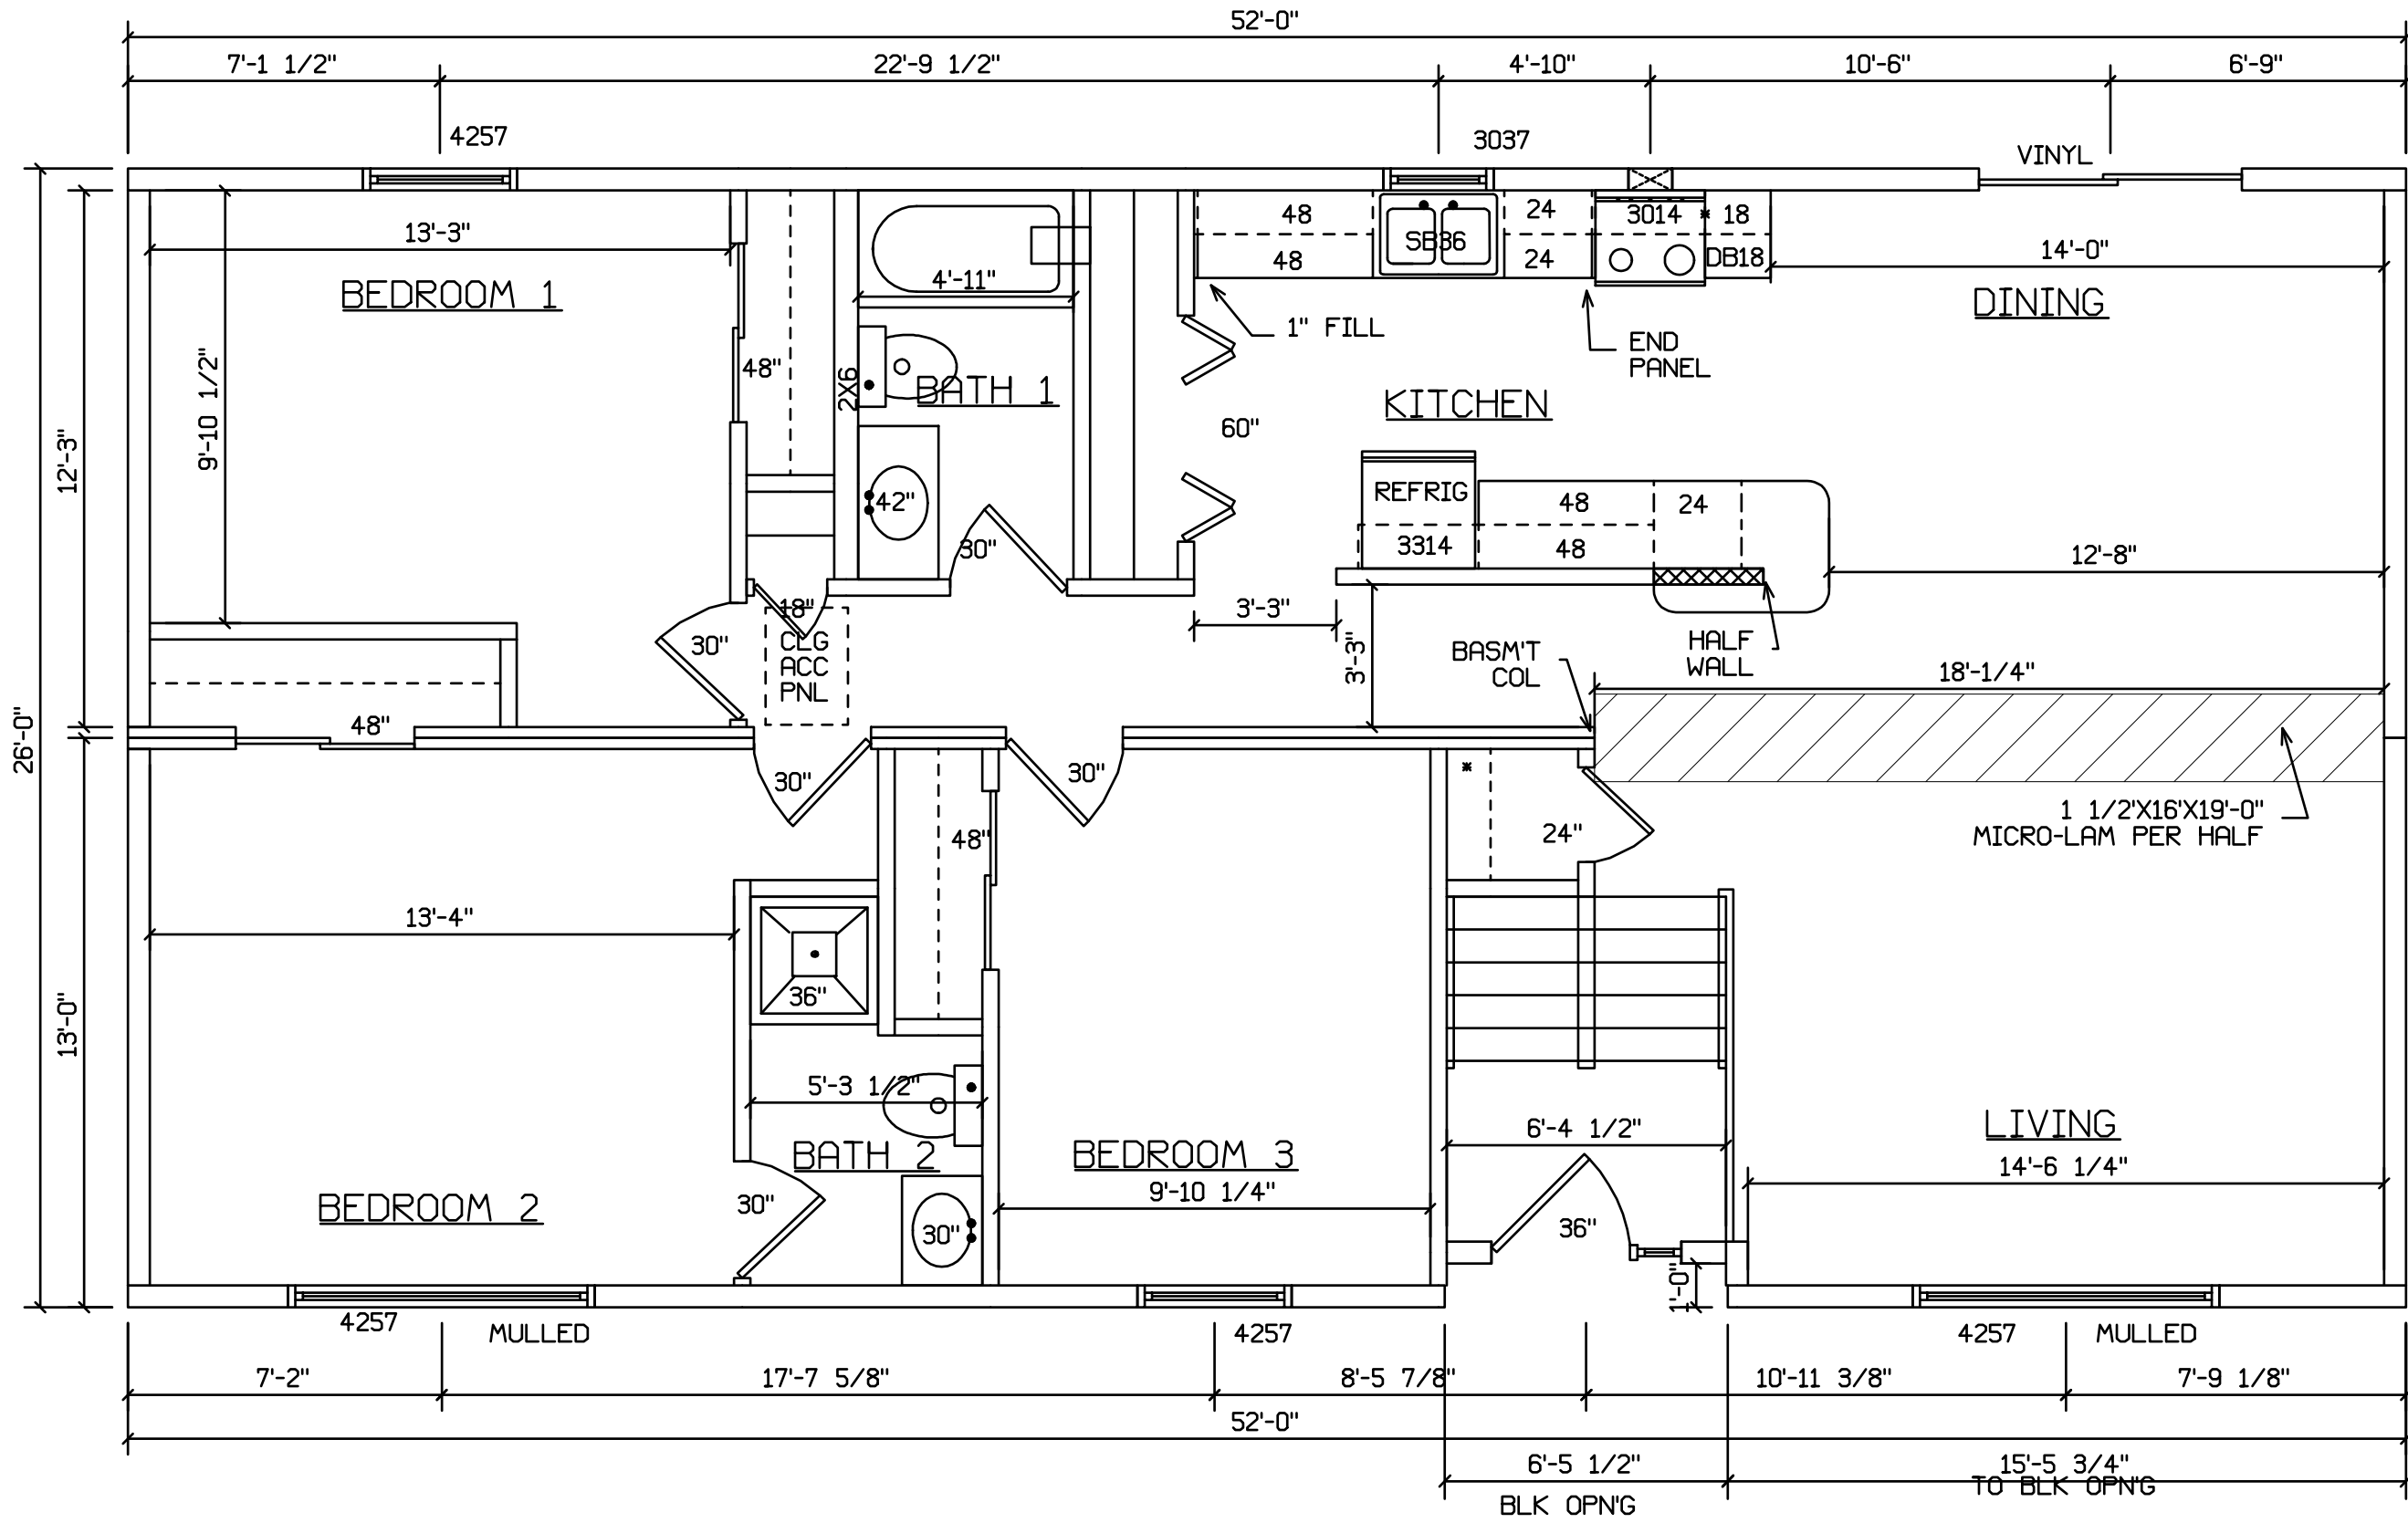 52'-0"
7'-1 1/2"
22'-9 1/2"
4'-10"
10'-6"
6'-9"
4257
3037
VINYL
48
24
3014
*
18
13'-3"
SB36
48
24
DB18
14'-0"
4'-11"
BEDROOM 1
DINING
1" FILL
END
PANEL
48"
2X6
BATH 1
KITCHEN
9'-10 1/2"
12'-3"
60"
42"
REFRIG
48
24
30"
3314
48
12'-8"
18"
3'-3"
30"
CLG
ACC
PNL
3'-3"
BASM'T
COL
HALF
WALL
18'-1/4"
26'-0"
48"
30"
30"
*
48"
24"
1 1/2'X16'X19'-0"
MICRO-LAM PER HALF
13'-4"
36"
13'-0"
5'-3 1/2"
6'-4 1/2"
LIVING
BATH 2
BEDROOM 3
14'-6 1/4"
9'-10 1/4"
BEDROOM 2
30"
30"
36"
1'-0"
4257
MULLED
4257
4257
MULLED
7'-2"
17'-7 5/8"
8'-5 7/8"
10'-11 3/8"
7'-9 1/8"
52'-0"
6'-5 1/2"
15'-5 3/4"
TO BLK OPN'G
BLK OPN'G